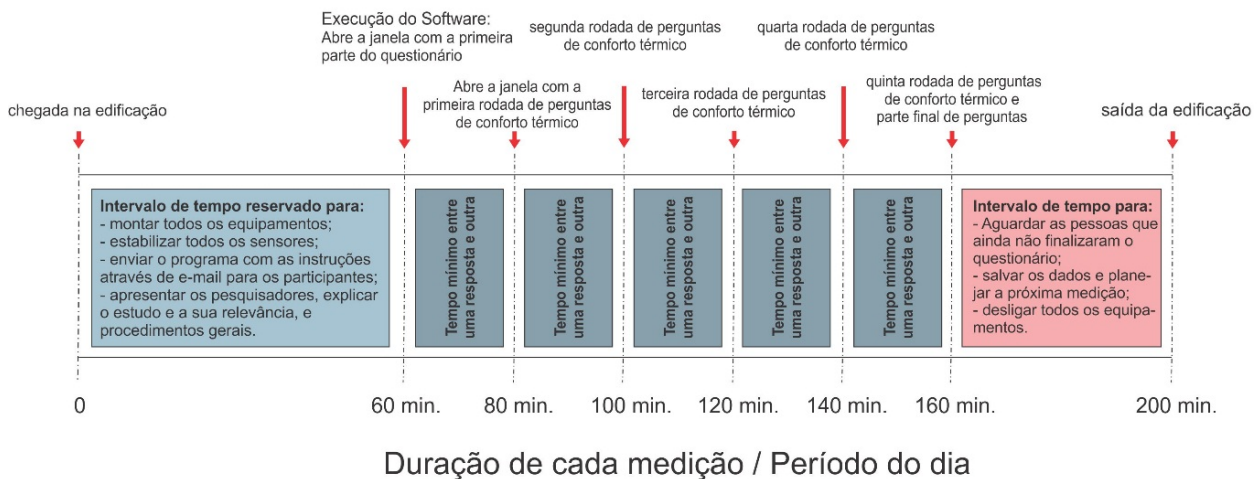 Execução do Software:
Abre a janela com a primeira
parte do questionário
segunda rodada de perguntas
de conforto térmico
quarta rodada de perguntas
de conforto térmico
chegada na edificação
Abre a janela com a
primeira rodada de perguntas
de conforto térmico
terceira rodada de perguntas
de conforto térmico
quinta rodada de perguntas
de conforto térmico e
parte final de perguntas
saída da edificação
Intervalo de tempo reservado para:
- montar todos os equipamentos;
- estabilizar todos os sensores;
- enviar o programa com as instruções
através de e-mail para os participantes;
- apresentar os pesquisadores, explicar
o estudo e a sua relevância, e
procedimentos gerais.
Tempo mínimo entre
uma resposta e outra
Tempo mínimo entre
uma resposta e outra
Tempo mínimo entre
uma resposta e outra
Tempo mínimo entre
uma resposta e outra
Tempo mínimo entre
uma resposta e outra
Intervalo de tempo para:
- Aguardar as pessoas que
ainda não finalizaram o
questionário;
- salvar os dados e plane-
jar a próxima medição;
- desligar todos os equipa-
mentos.
0
60 min.
80 min.
100 min.
120 min.
140 min.
160 min.
200 min.
Duração de cada medição / Período do dia